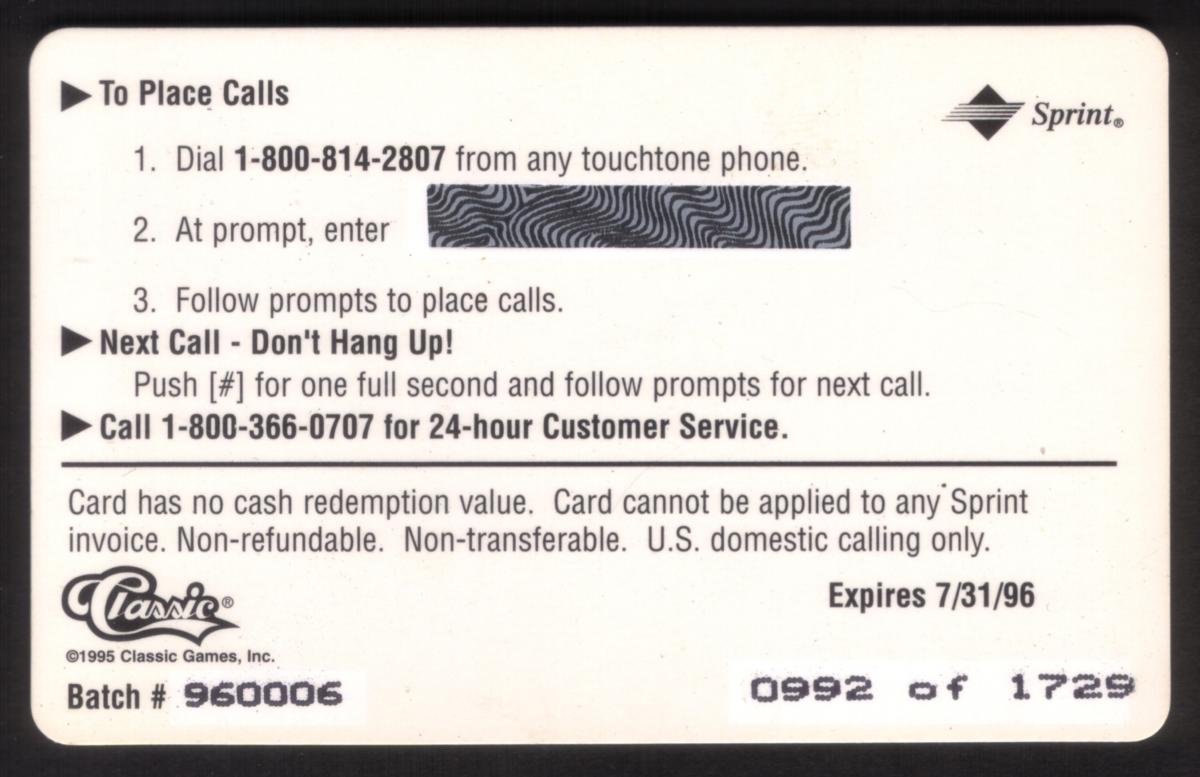 ▶ To Place Calls
Sprint®
1. Dial 1-800-814-2807 from any touchtone phone.
2. At prompt, enter
3. Follow prompts to place calls.
▶ Next Call - Don't Hang Up!
Push [#] for one full second and follow prompts for next call.
▶ Call 1-800-366-0707 for 24-hour Customer Service.
Card has no cash redemption value. Card cannot be applied to any Sprint
invoice. Non-refundable. Non-transferable. U.S. domestic calling only.
Classic®
Expires 7/31/96
©1995 Classic Games, Inc.
Batch # 960006
0992 of 1729